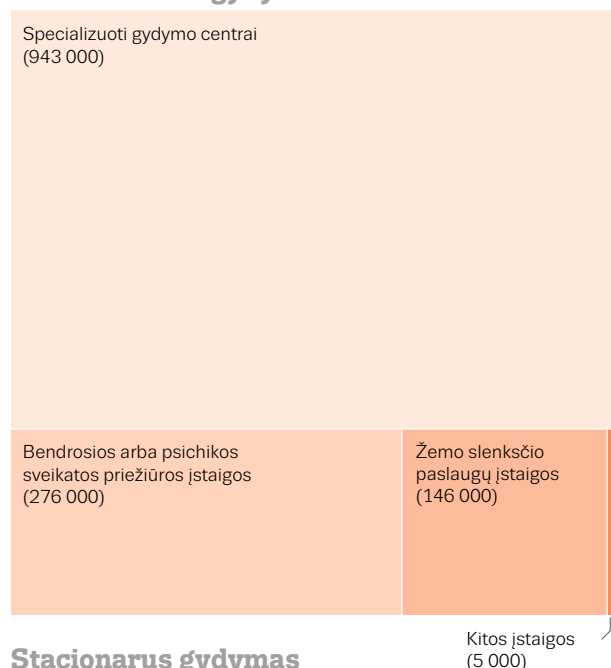 Specializuoti gydymo centrai
(943 000)
Bendrosios arba psichikos
sveikatos priežiūros įstaigos
(276 000)
Žemo slenksčio
paslaugų įstaigos
(146 000)
Kitos įstaigos
(5 000)
Stacionarus gydymas